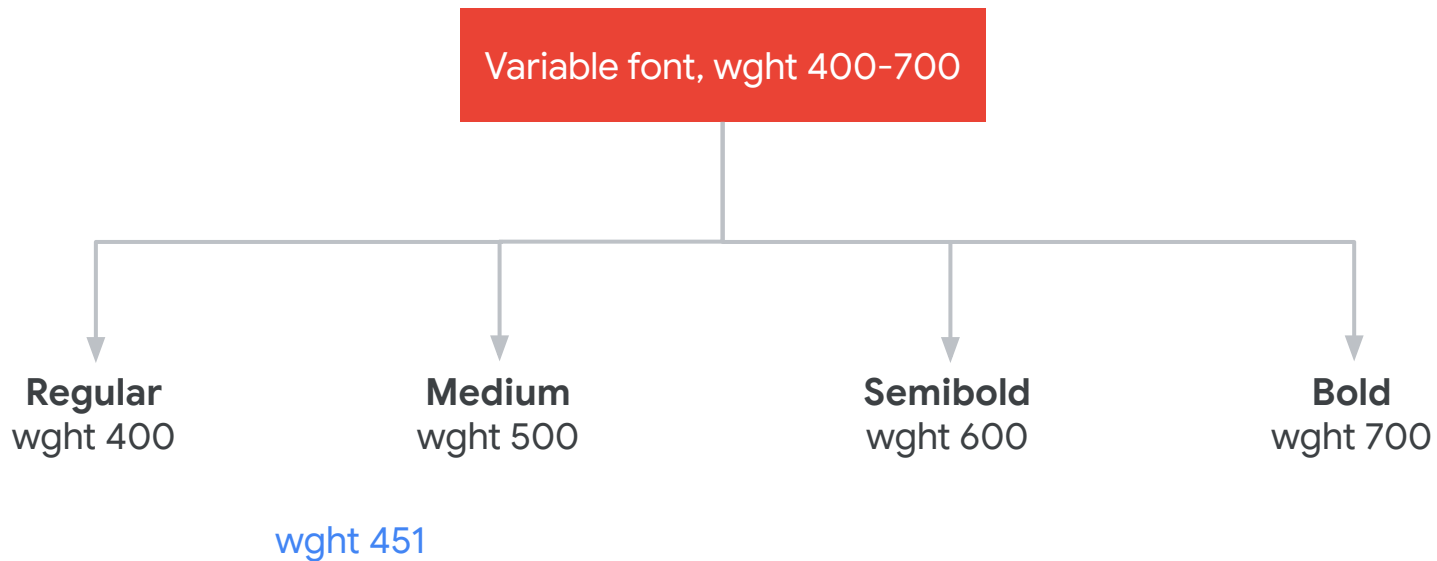 Variable font, wght 400-700
Regular
wght 400
Medium
wght 500
Semibold
wght 600
Bold
wght 700
wght 451